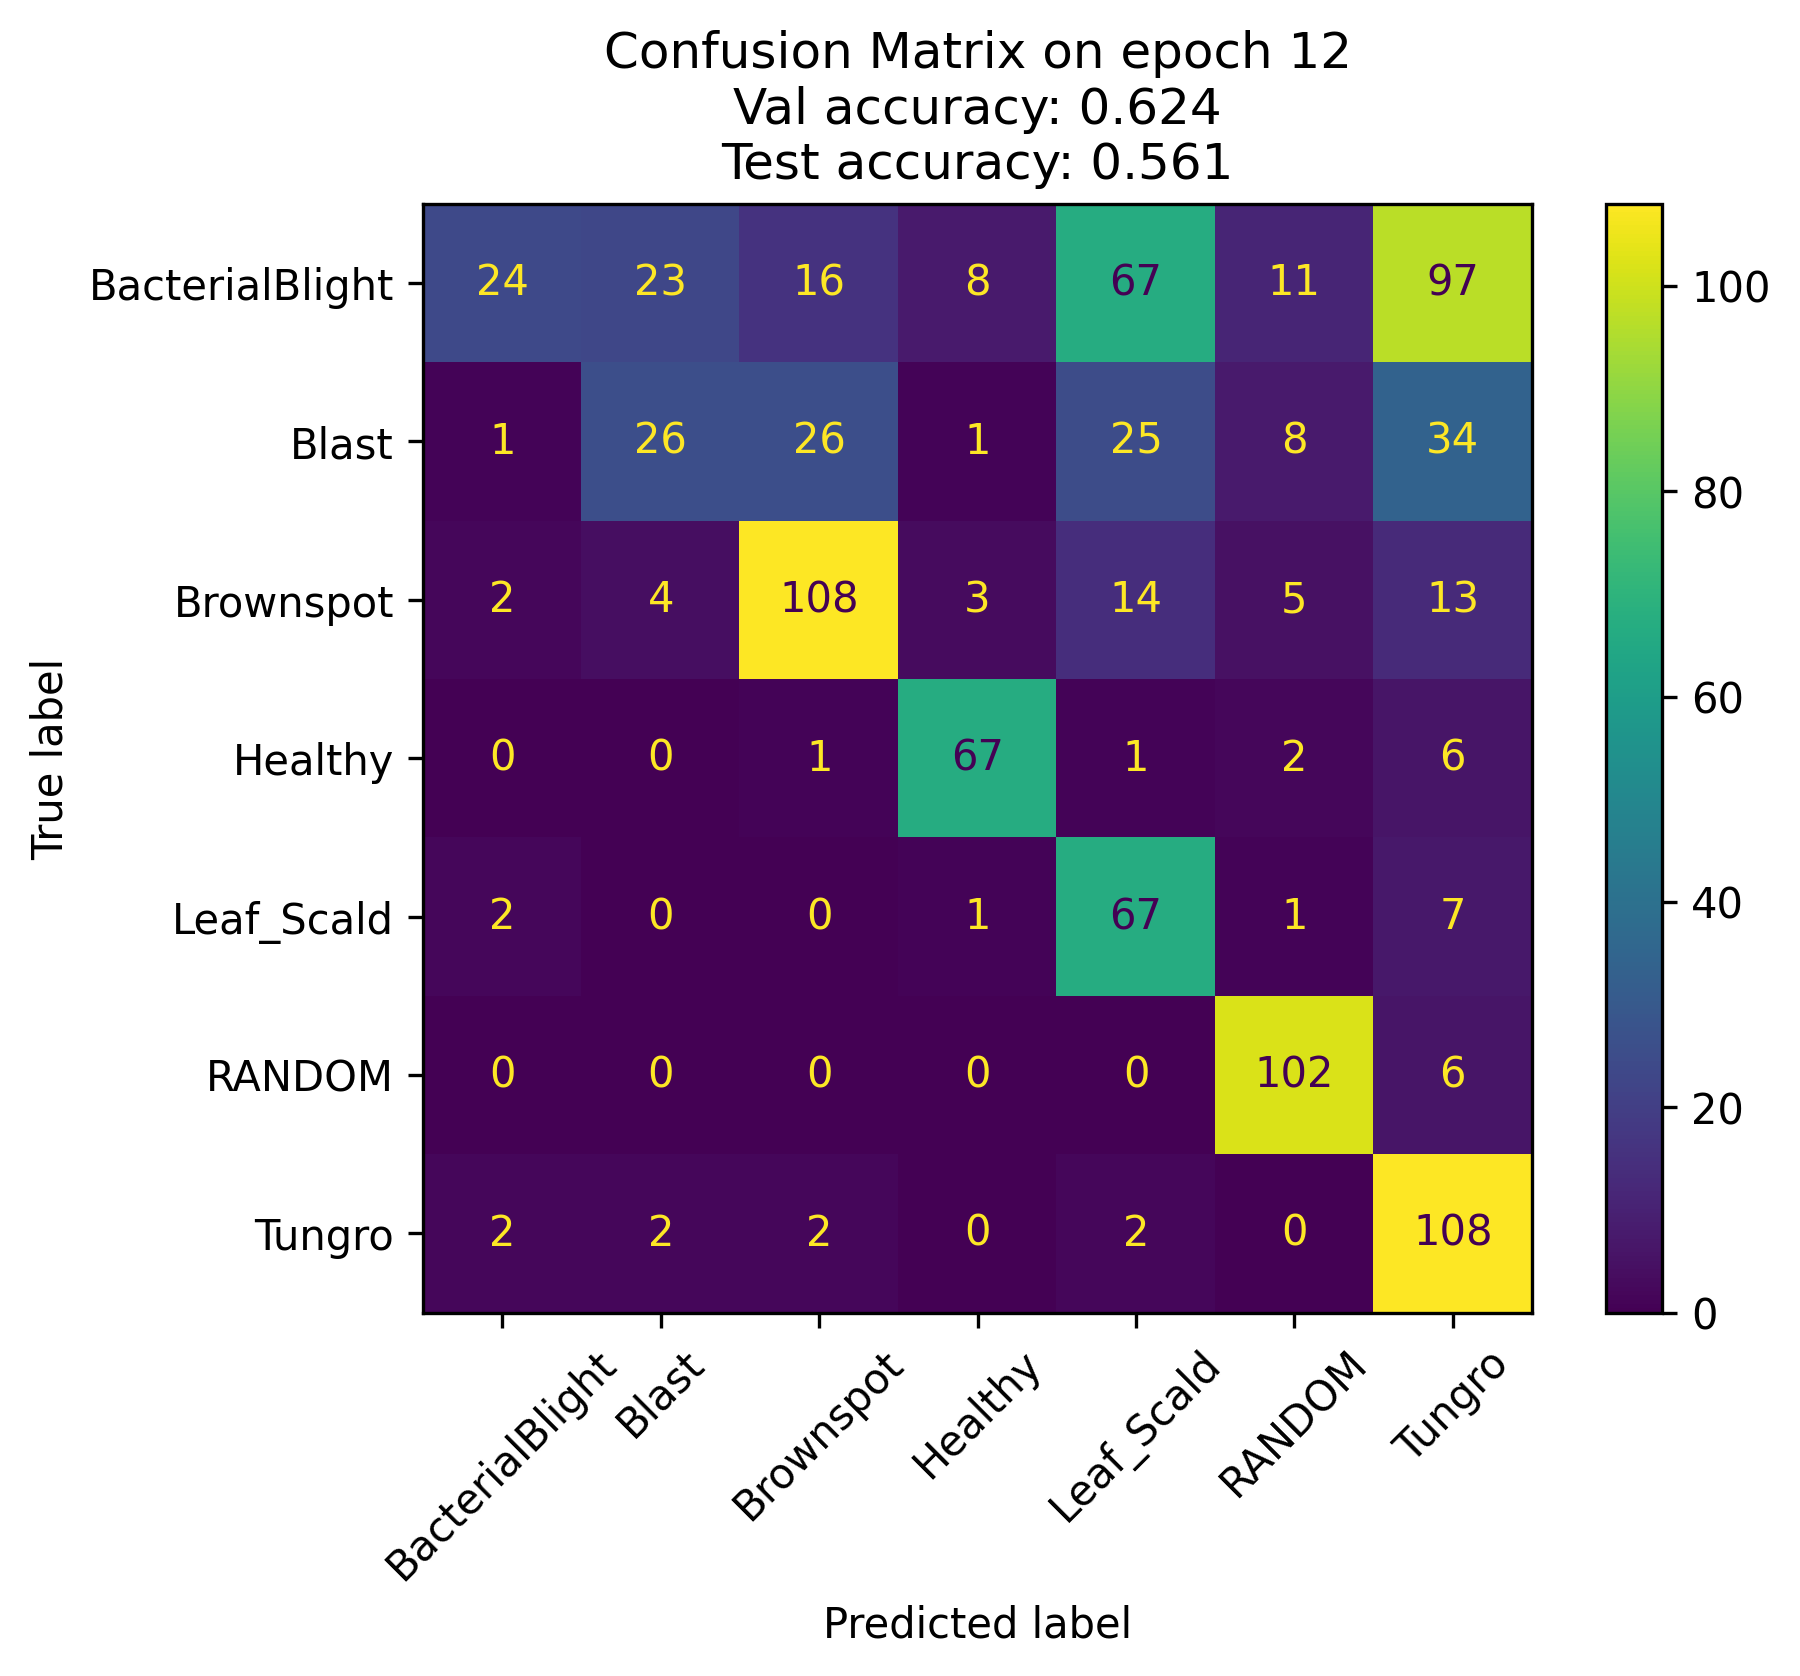 Confusion Matrix on epoch 12
Val accuracy: 0.624
Test accuracy: 0.561
BacterialBlight 24 23 16 8 67 11 97
Blast 1 26 26 1 25 8 34
Brownspot 2 4 108 3 14 5 13
Healthy 0 0 1 67 1 2 6
Leaf_Scald 2 0 0 1 67 1 7
RANDOM 0 0 0 0 0 102 6
Tungro 2 2 2 0 2 0 108
True label
BacterialBlight Blast Brownspot Healthy Leaf_Scald RANDOM Tungro
Predicted label
100
80
60
40
20
0